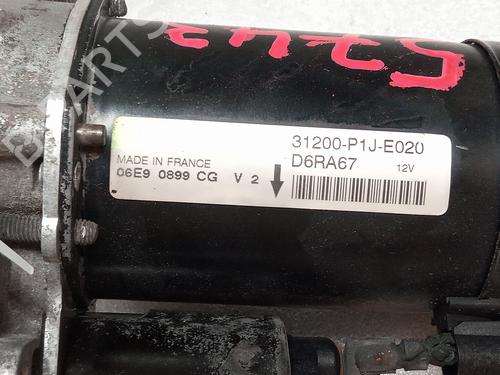 31200-P1J-E020
D6RA67 12V
MADE IN FRANCE
06E9 0899 CG V 2